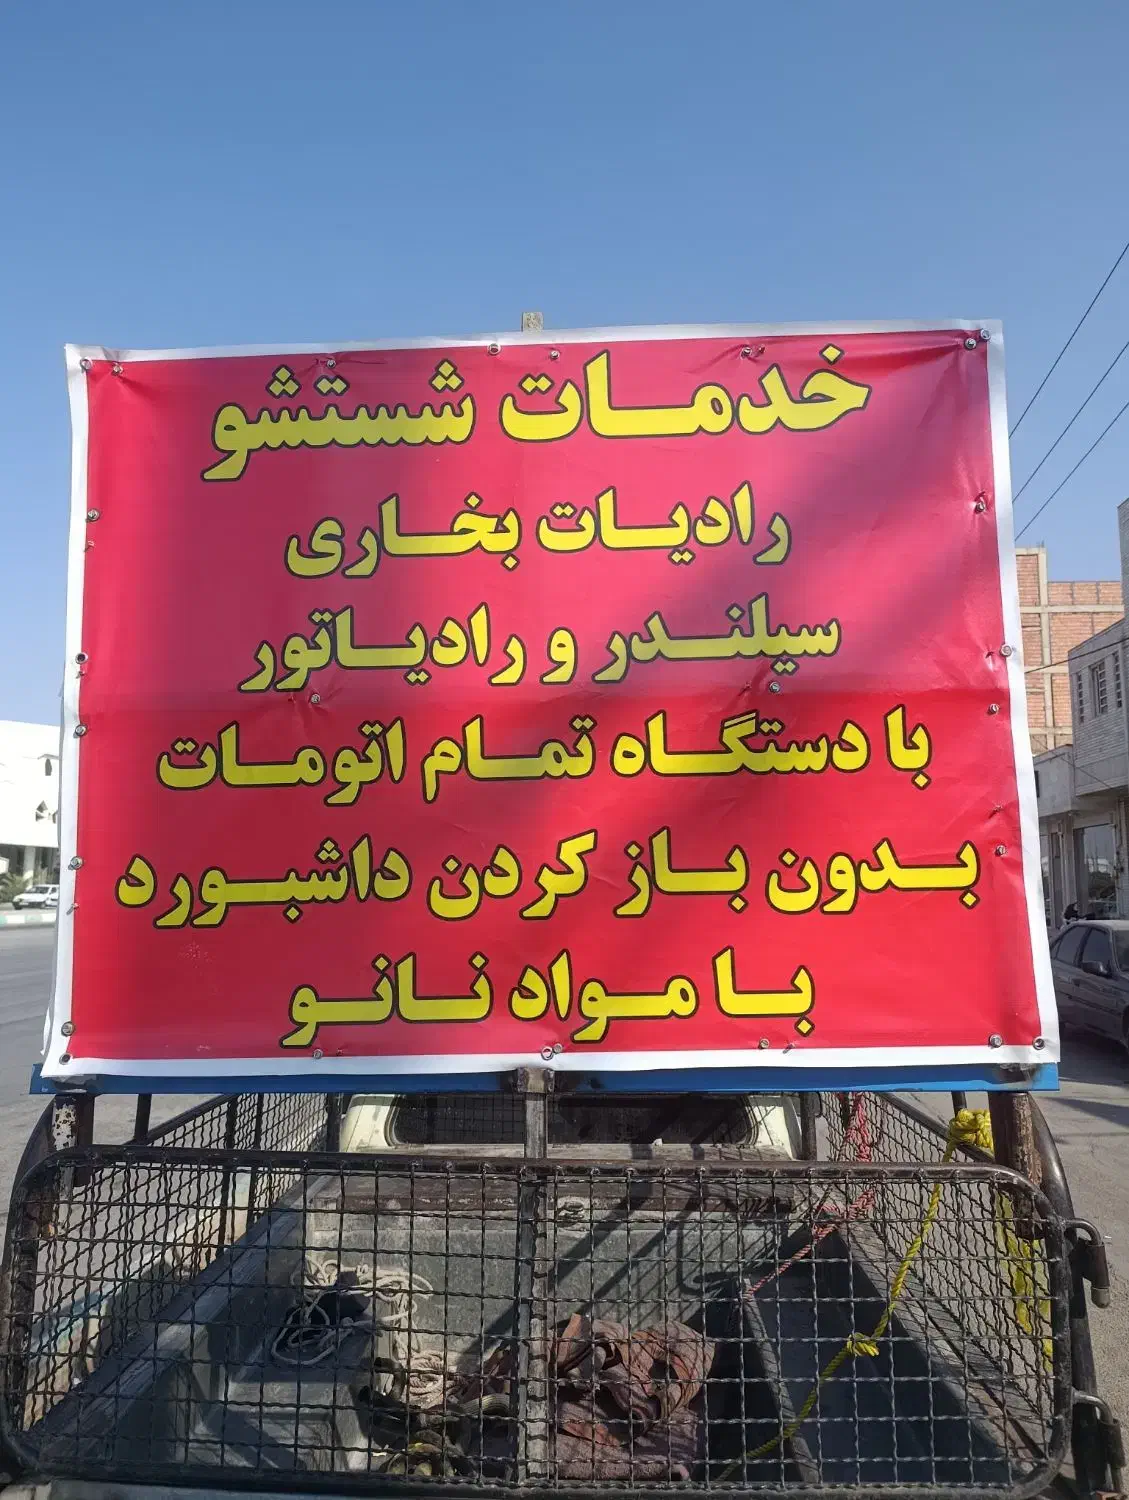 خدمات شستشو
رادیات بخاری
سیلندر و رادیاتور
با دستگاه تمام اتومات
بدون باز کردن داشبورد
با مواد نانو